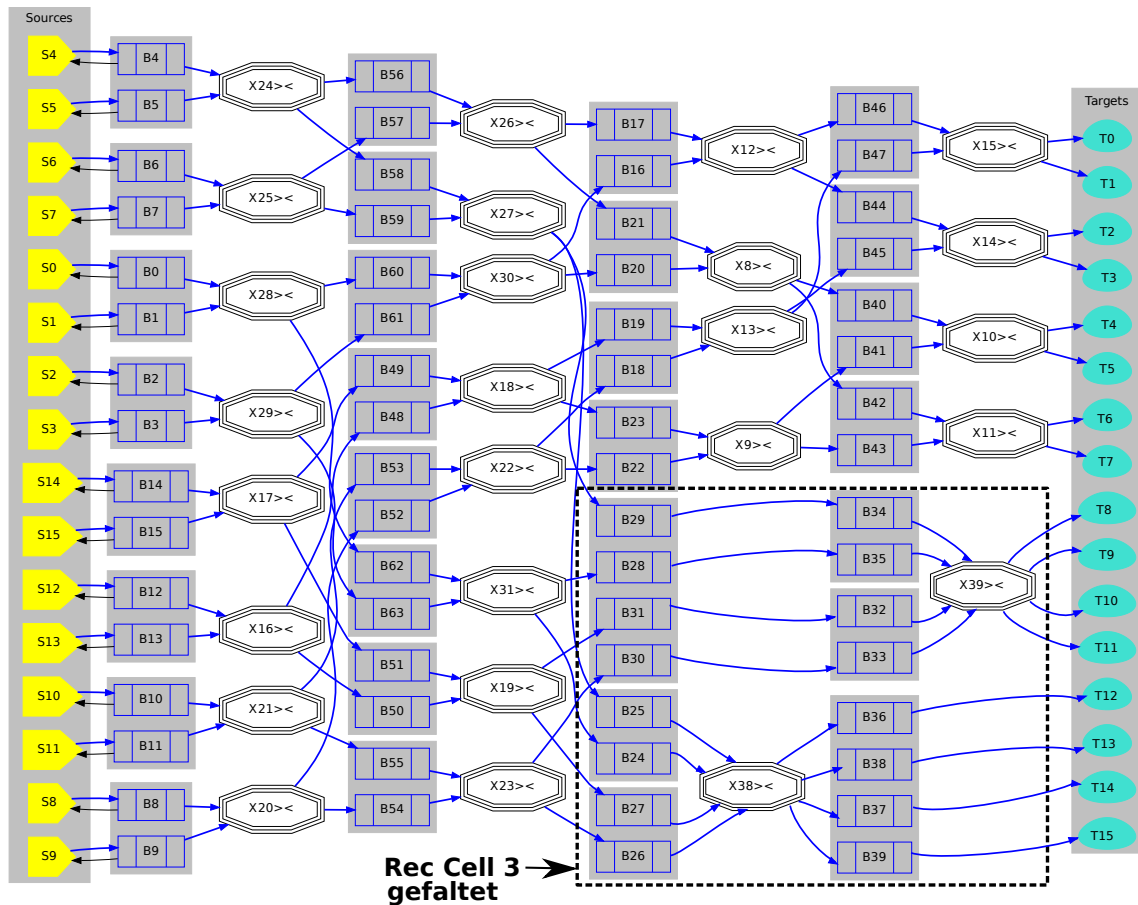 Sources
S4
S5
S6
S7
S0
S1
S2
S3
S14
S15
S12
S13
S10
S11
S8
S9
B4
B5
B6
B7
B0
B1
B2
B3
B14
B15
B12
B13
B10
B11
B8
B9
X24><
X25><
X28><
X29><
X17><
X16><
X21><
X20><
B56
B57
B58
B59
B60
B61
B49
B48
B53
B52
B62
B63
B51
B50
B55
B54
X26><
X27><
X30><
X18><
X22><
X31><
X19><
X23><
B17
B16
B21
B20
B19
B18
B23
B22
B29
B28
B31
B30
B25
B24
B27
B26
X12><
X8><
X13><
X9><
X38><
B46
B47
B44
B45
B40
B41
B42
B43
B34
B35
B32
B33
B36
B38
B37
B39
X15><
X14><
X10><
X11><
X39><
Targets
T0
T1
T2
T3
T4
T5
T6
T7
T8
T9
T10
T11
T12
T13
T14
T15
Rec Cell 3
gefaltet